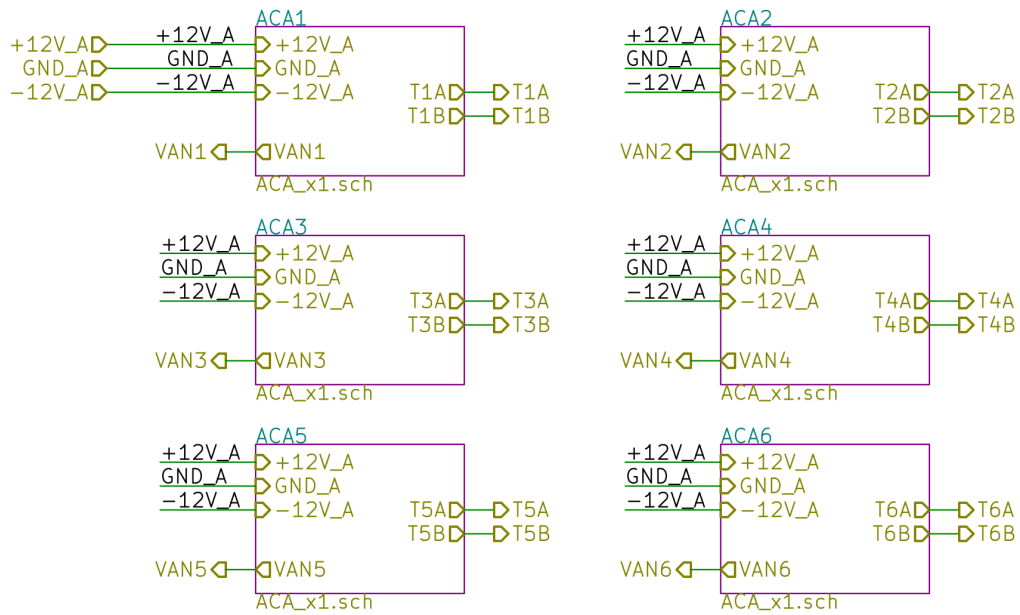 ACA1
+12V_A +12V_A +12V_A
GND_A GND_A GND_A
-12V_A -12V_A -12V_A
T1A T1A
T1B T1B
VAN1 VAN1
ACA_x1.sch
ACA2
+12V_A +12V_A
GND_A GND_A
-12V_A -12V_A
T2A T2A
T2B T2B
VAN2 VAN2
ACA_x1.sch
ACA3
+12V_A +12V_A
GND_A GND_A
-12V_A -12V_A
T3A T3A
T3B T3B
VAN3 VAN3
ACA_x1.sch
ACA4
+12V_A +12V_A
GND_A GND_A
-12V_A -12V_A
T4A T4A
T4B T4B
VAN4 VAN4
ACA_x1.sch
ACA5
+12V_A +12V_A
GND_A GND_A
-12V_A -12V_A
T5A T5A
T5B T5B
VAN5 VAN5
ACA_x1.sch
ACA6
+12V_A +12V_A
GND_A GND_A
-12V_A -12V_A
T6A T6A
T6B T6B
VAN6 VAN6
ACA_x1.sch